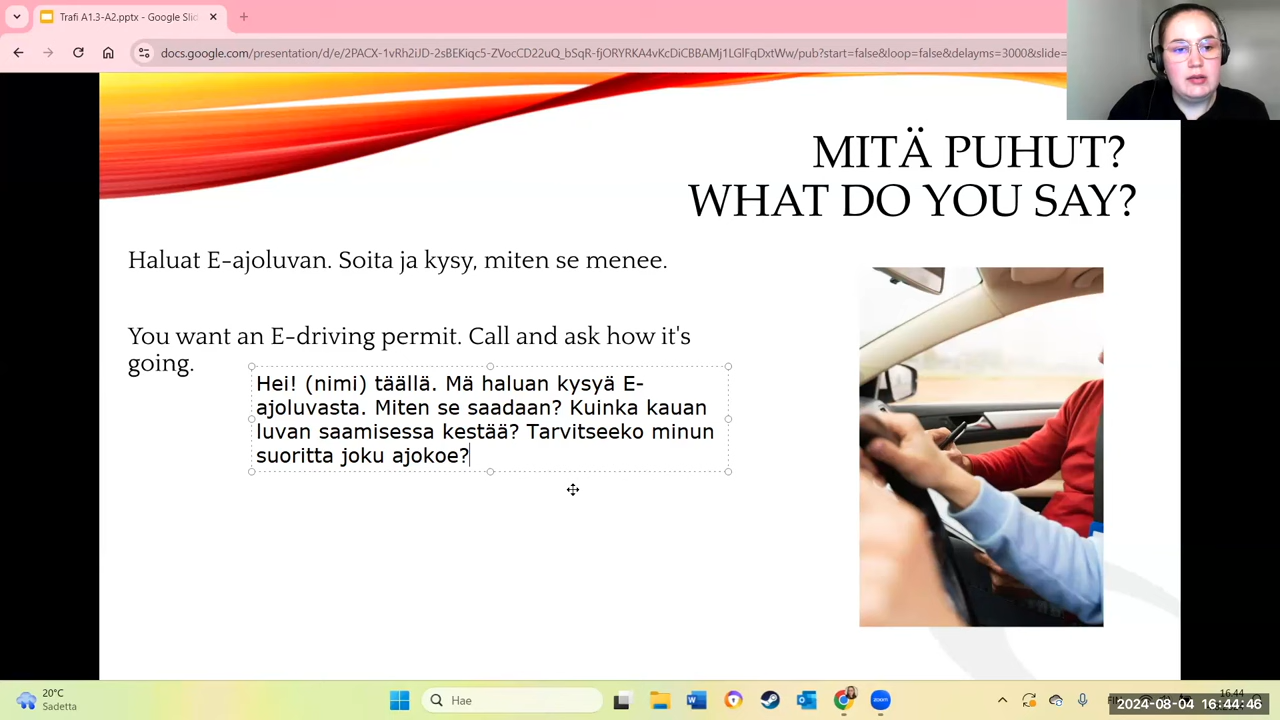 Trafi A1.3-A2.pptx - Google Slid
docs.google.com/presentation/d/e/2PACX-1vRh2iJD-2sBEKtqPSeZVSrCD22uQ_bSqR-fjORYRKA4vKcDiCBBAMj1LGlFqDxtWw/pub?start=false&loop=false&delayms=3000&slide=
MITÄ PUHUT?
WHAT DO YOU SAY?
Haluat E-ajoluvan. Soita ja kysy, miten se menee.
You want an E-driving permit. Call and ask how it's
going.
Hei! (nimi) täällä. Mä haluan kysyä E-
ajoluvasta. Miten se saadaan? Kuinka kauan
luvan saamisessa kestää? Tarvitseeko minun
suoritta joku ajokoe?
20°C
Sadetta
Hae
16.44
2024-08-04 16:44:46